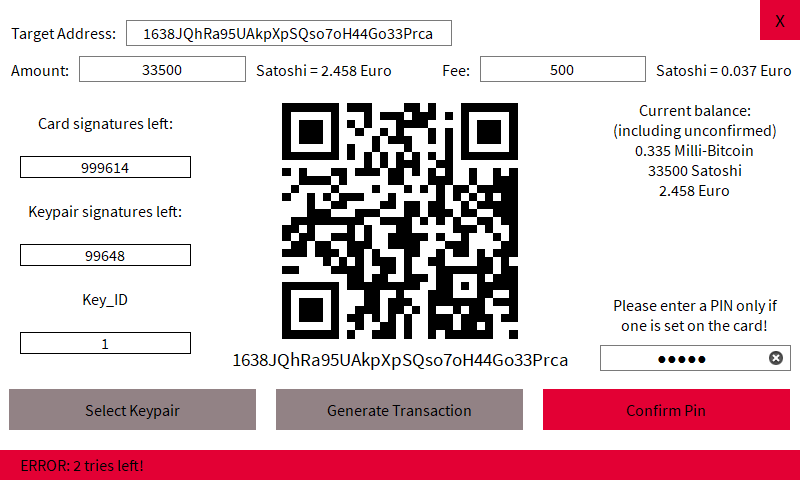 X
Target Address: 1638JQhRa95UAkpXpSQso7oH44Go33Prca
Amount: 33500 Satoshi = 2.458 Euro Fee: 500 Satoshi = 0.037 Euro
Card signatures left:
999614
Keypair signatures left:
99648
Key_ID
1
1638JQhRa95UAkpXpSQso7oH44Go33Prca
Current balance:
(including unconfirmed)
0.335 Milli-Bitcoin
33500 Satoshi
2.458 Euro
Please enter a PIN only if
one is set on the card!
●●●●●
Select Keypair
Generate Transaction
Confirm Pin
ERROR: 2 tries left!